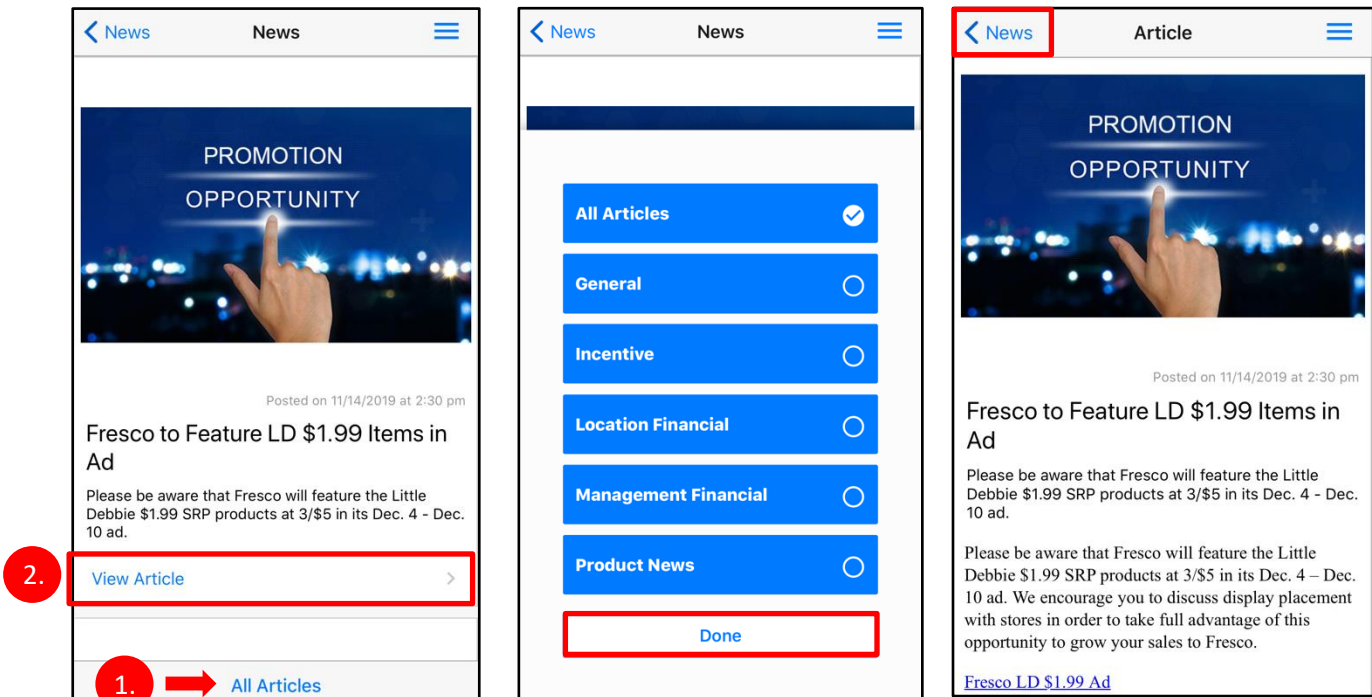 News
News
PROMOTION
OPPORTUNITY
Posted on 11/14/2019 at 2:30 pm
Fresco to Feature LD $1.99 Items in
Ad
Please be aware that Fresco will feature the Little
Debbie $1.99 SRP products at 3/$5 in its Dec. 4 - Dec.
10 ad.
2.
View Article
1.
All Articles
News
News
All Articles
General
Incentive
Location Financial
Management Financial
Product News
Done
News
Article
PROMOTION
OPPORTUNITY
Posted on 11/14/2019 at 2:30 pm
Fresco to Feature LD $1.99 Items in
Ad
Please be aware that Fresco will feature the Little
Debbie $1.99 SRP products at 3/$5 in its Dec. 4 - Dec.
10 ad.
Please be aware that Fresco will feature the Little
Debbie $1.99 SRP products at 3/$5 in its Dec. 4 – Dec.
10 ad. We encourage you to discuss display placement
with stores in order to take full advantage of this
opportunity to grow your sales to Fresco.
Fresco LD $1.99 Ad